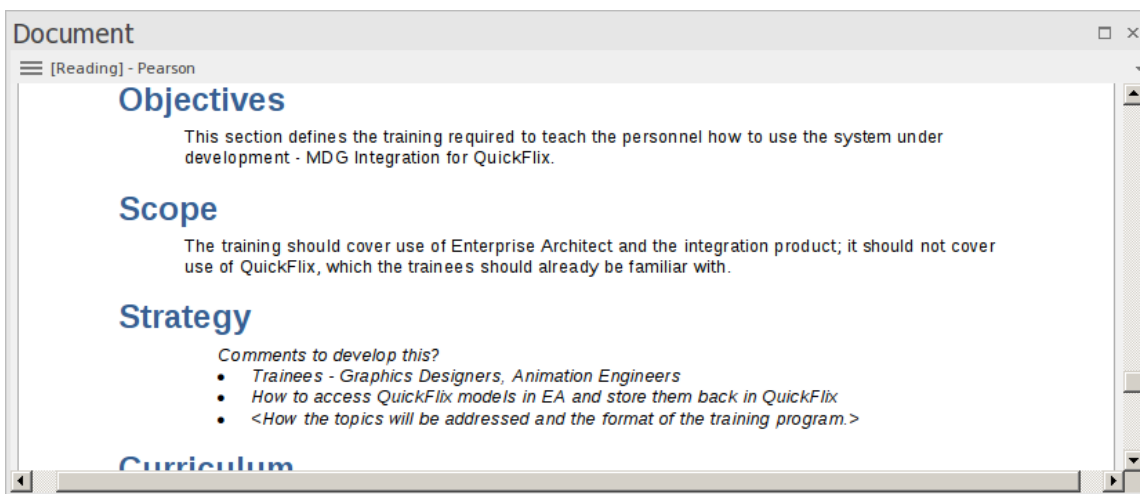 Document
[Reading] - Pearson
Objectives
This section defines the training required to teach the personnel how to use the system under
development - MDG Integration for QuickFlix.
Scope
The training should cover use of Enterprise Architect and the integration product; it should not cover
use of QuickFlix, which the trainees should already be familiar with.
Strategy
Comments to develop this?
• Trainees - Graphics Designers, Animation Engineers
• How to access QuickFlix models in EA and store them back in QuickFlix
• <How the topics will be addressed and the format of the training program.>
Curriculum